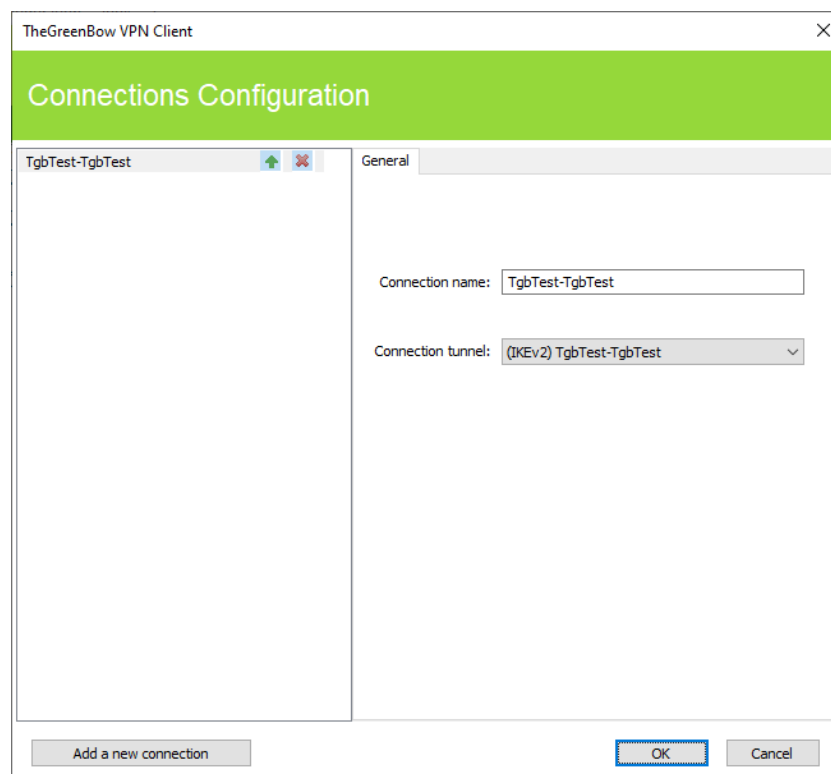 TheGreenBow VPN Client
Connections Configuration
TgbTest-TgbTest
General
Connection name: TgbTest-TgbTest
Connection tunnel: (IKEv2) TgbTest-TgbTest
Add a new connection
OK
Cancel